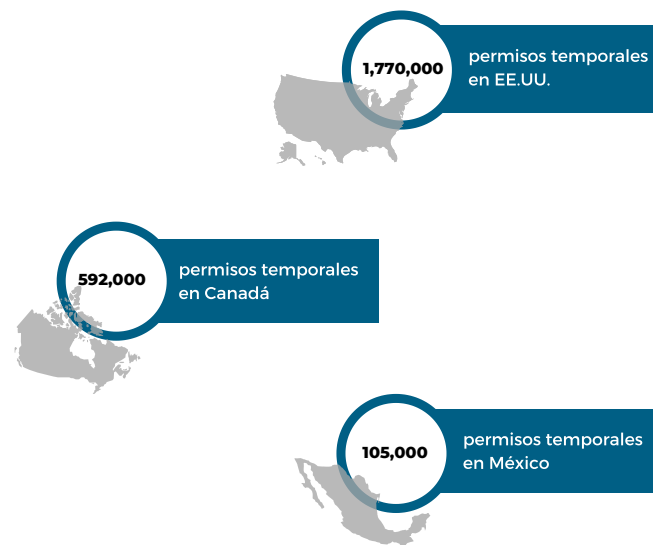 1,770,000
permisos temporales
en EE.UU.
592,000
permisos temporales
en Canadá
105,000
permisos temporales
en México